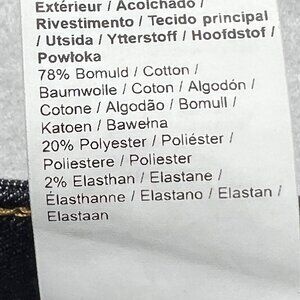 Extérieur / Acolchado /
Rivestimento / Tecido principal
/ Utsida / Ytterstoff / Hoofdstof /
Powłoka
78% Bomuld / Cotton /
Baumwolle / Coton / Algodón /
Cotone / Algodão / Bomull /
Katoen / Bawełna
20% Polyester / Poliéster /
Poliestere / Poliester
2% Elasthan / Elastane /
Élasthanne / Elastano / Elastan /
Elastaan